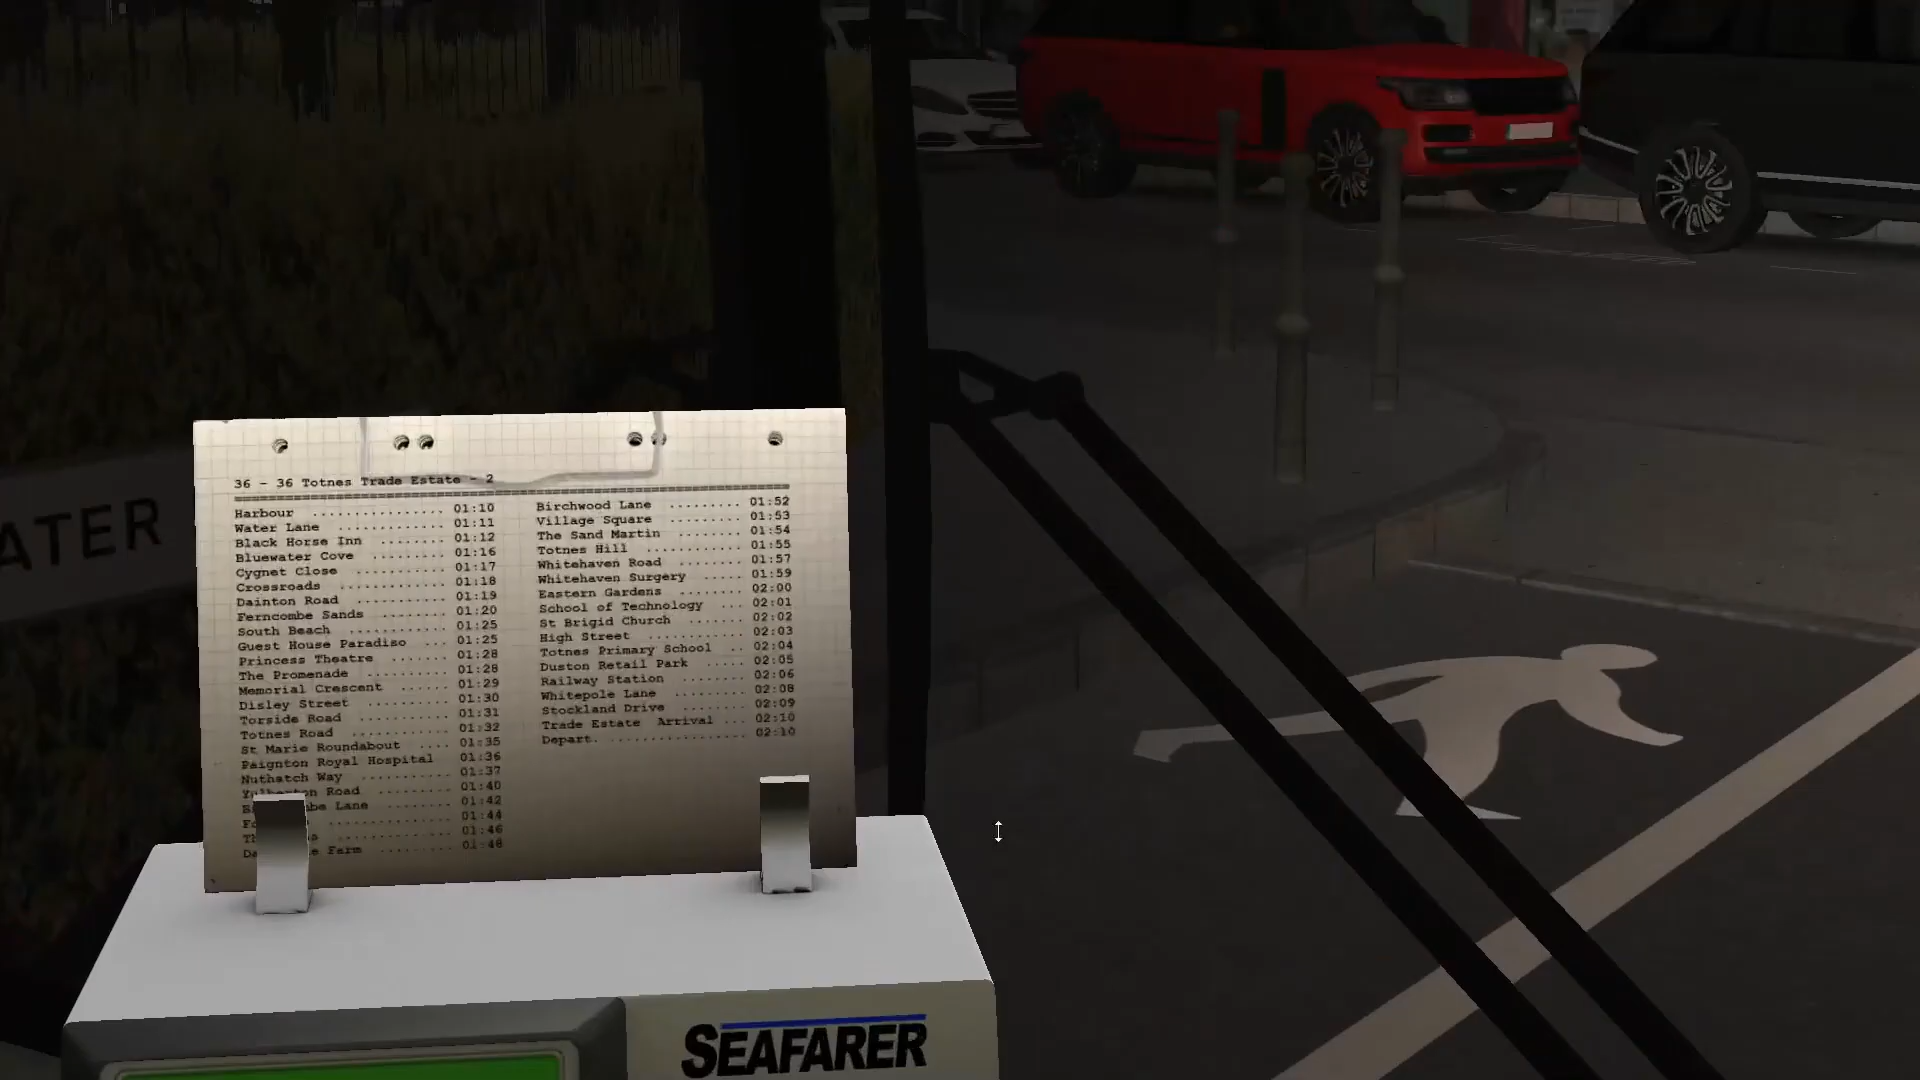 ATER
36 - 36 Totnes Trade Estate - 2
Harbour ................ 01:10
Water Lane ............ 01:11
Black Horse Inn ........ 01:12
Bluewater Cove ......... 01:16
Cygnet Close ........... 01:17
Crossroads ............. 01:18
Dainton Road ........... 01:19
Ferncombe Sands ........ 01:20
South Beach ............ 01:25
Guest House Paradiso ... 01:25
Princess Theatre ....... 01:28
The Promenade .......... 01:28
Memorial Crescent ...... 01:29
Disley Street .......... 01:30
Torside Road ........... 01:31
Totnes Road ............ 01:32
St Marie Roundabout .... 01:35
Paignton Royal Hospital 01:36
Nuthatch Way ........... 01:37
Road ......... 01:40
Lane ........ 01:42
............... 01:44
............... 01:46
Farm ......... 01:48
Birchwood Lane ......... 01:52
Village Square ......... 01:53
The Sand Martin ........ 01:54
Totnes Hill ............ 01:55
Whitehaven Road ........ 01:57
Whitehaven Surgery ..... 01:59
Eastern Gardens ........ 02:00
School of Technology ... 02:01
St Brigid Church ....... 02:02
High Street ............ 02:03
Totnes Primary School .. 02:04
Duston Retail Park ..... 02:05
Railway Station ........ 02:06
Whitepole Lane ......... 02:08
Stockland Drive ........ 02:09
Trade Estate Arrival ... 02:10
Depart. ................ 02:10
SEAFARER